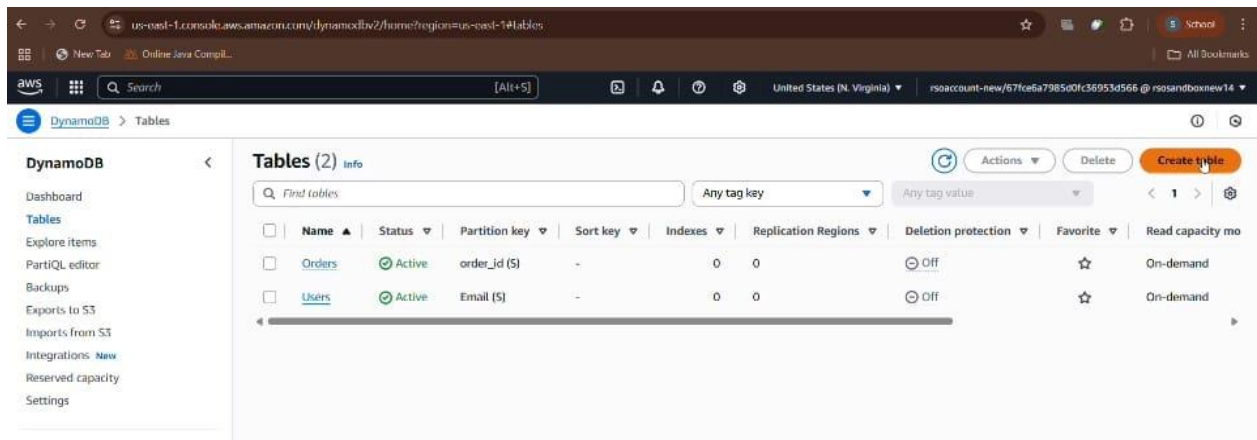 us-east-1.console.aws.amazon.com/dynamodbv2/home?region=us-east-1#tables
School
New Tab
Online Java Compil...
All Bookmarks
aws
Search
[Alt+S]
United States (N. Virginia)
rsoaccount-new/67fce6a7985d0fc36953d566 @ rsosandboxnew14
DynamoDB > Tables
DynamoDB
Dashboard
Tables
Explore items
PartiQL editor
Backups
Exports to S3
Imports from S3
Integrations New
Reserved capacity
Settings
Tables (2) Info
Actions
Delete
Create table
Find tables
Any tag key
Any tag value
< 1 >
Name Status Partition key Sort key Indexes Replication Regions Deletion protection Favorite Read capacity mo
Orders Active order_id (S) - 0 0 Off On-demand
Users Active Email (S) - 0 0 Off On-demand